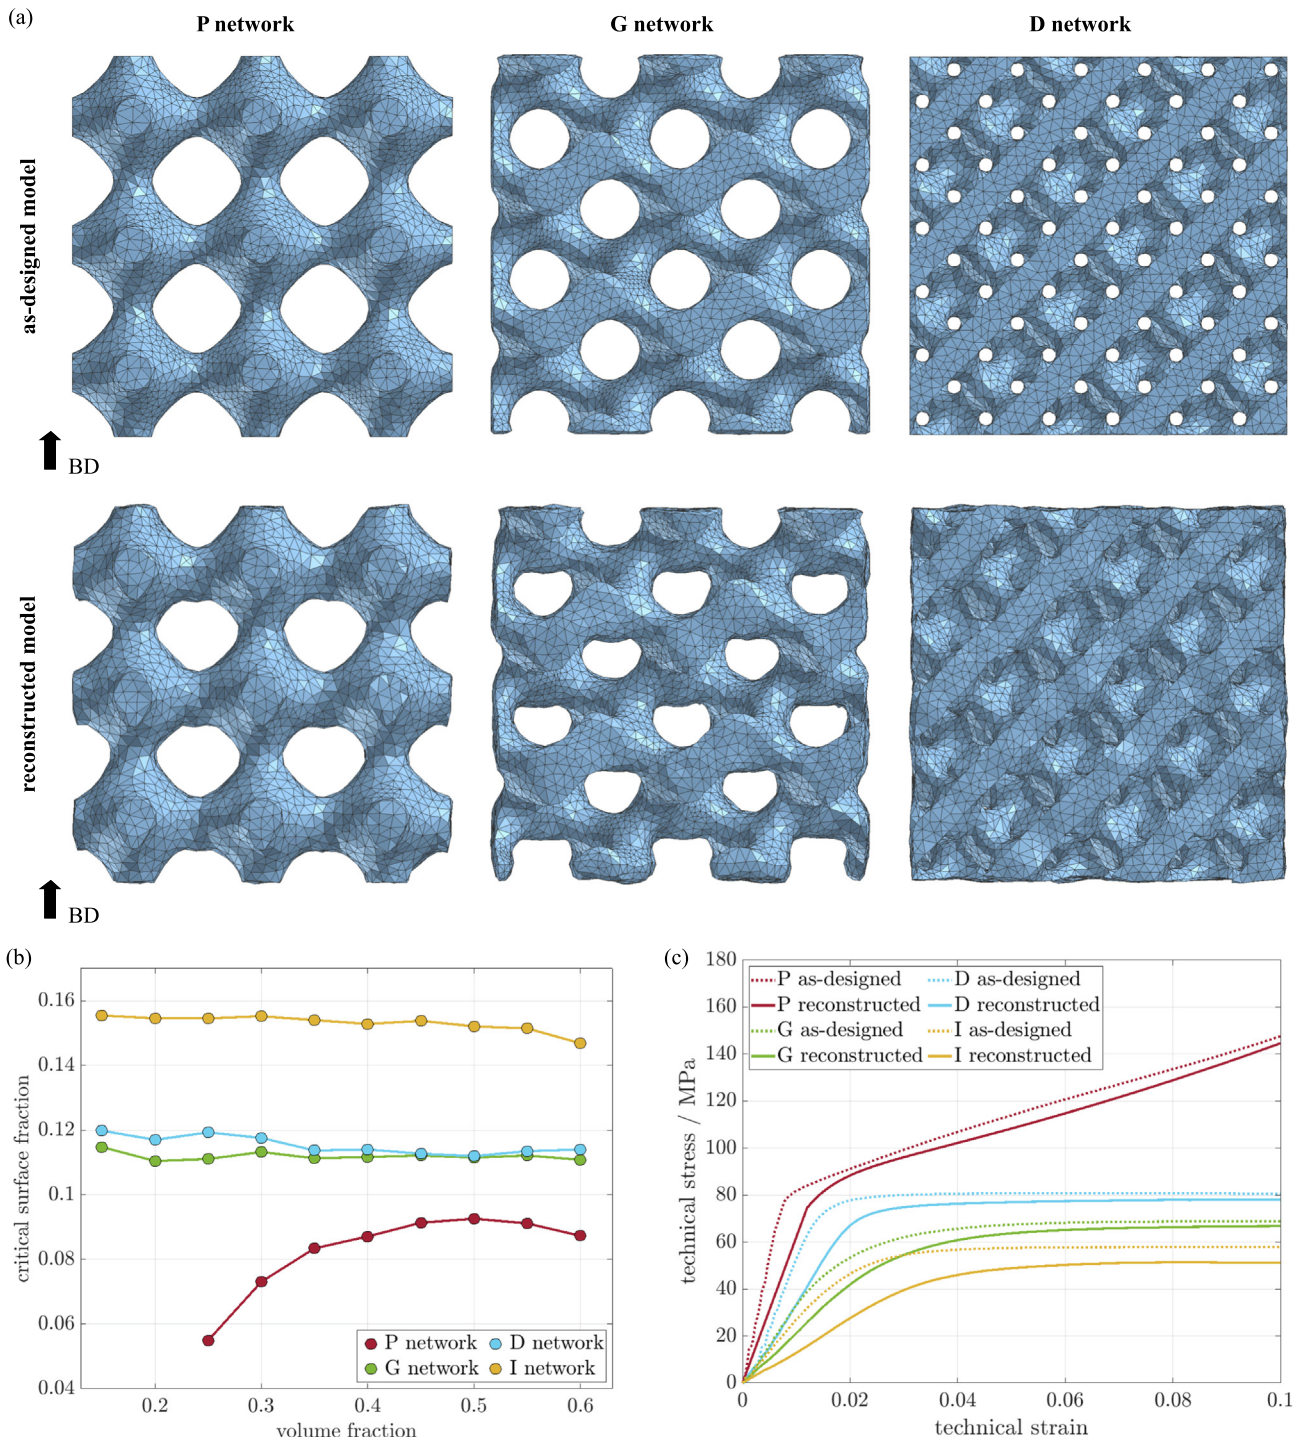 (a)
P network
G network
D network
as-designed model
BD
reconstructed model
BD
(b)
critical surface fraction
0.16
0.14
0.12
0.1
0.08
0.06
0.04
0.2
0.3
0.4
0.5
0.6
volume fraction
P network
D network
G network
I network
(c)
technical stress / MPa
180
160
140
120
100
80
60
40
20
0
P as-designed
D as-designed
P reconstructed
D reconstructed
G as-designed
I as-designed
G reconstructed
I reconstructed
0
0.02
0.04
0.06
0.08
0.1
technical strain